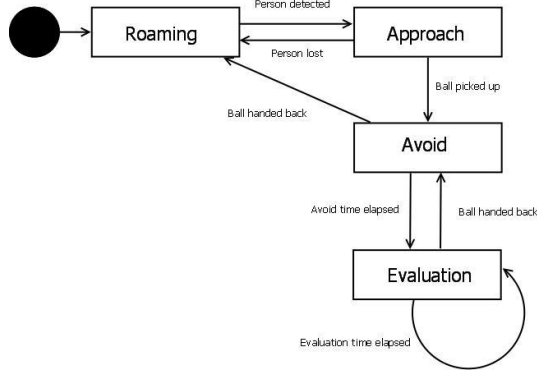 Person detected
Roaming
Approach
Person lost
Ball picked up
Ball handed back
Avoid
Avoid time elapsed
Ball handed back
Evaluation
Evaluation time elapsed